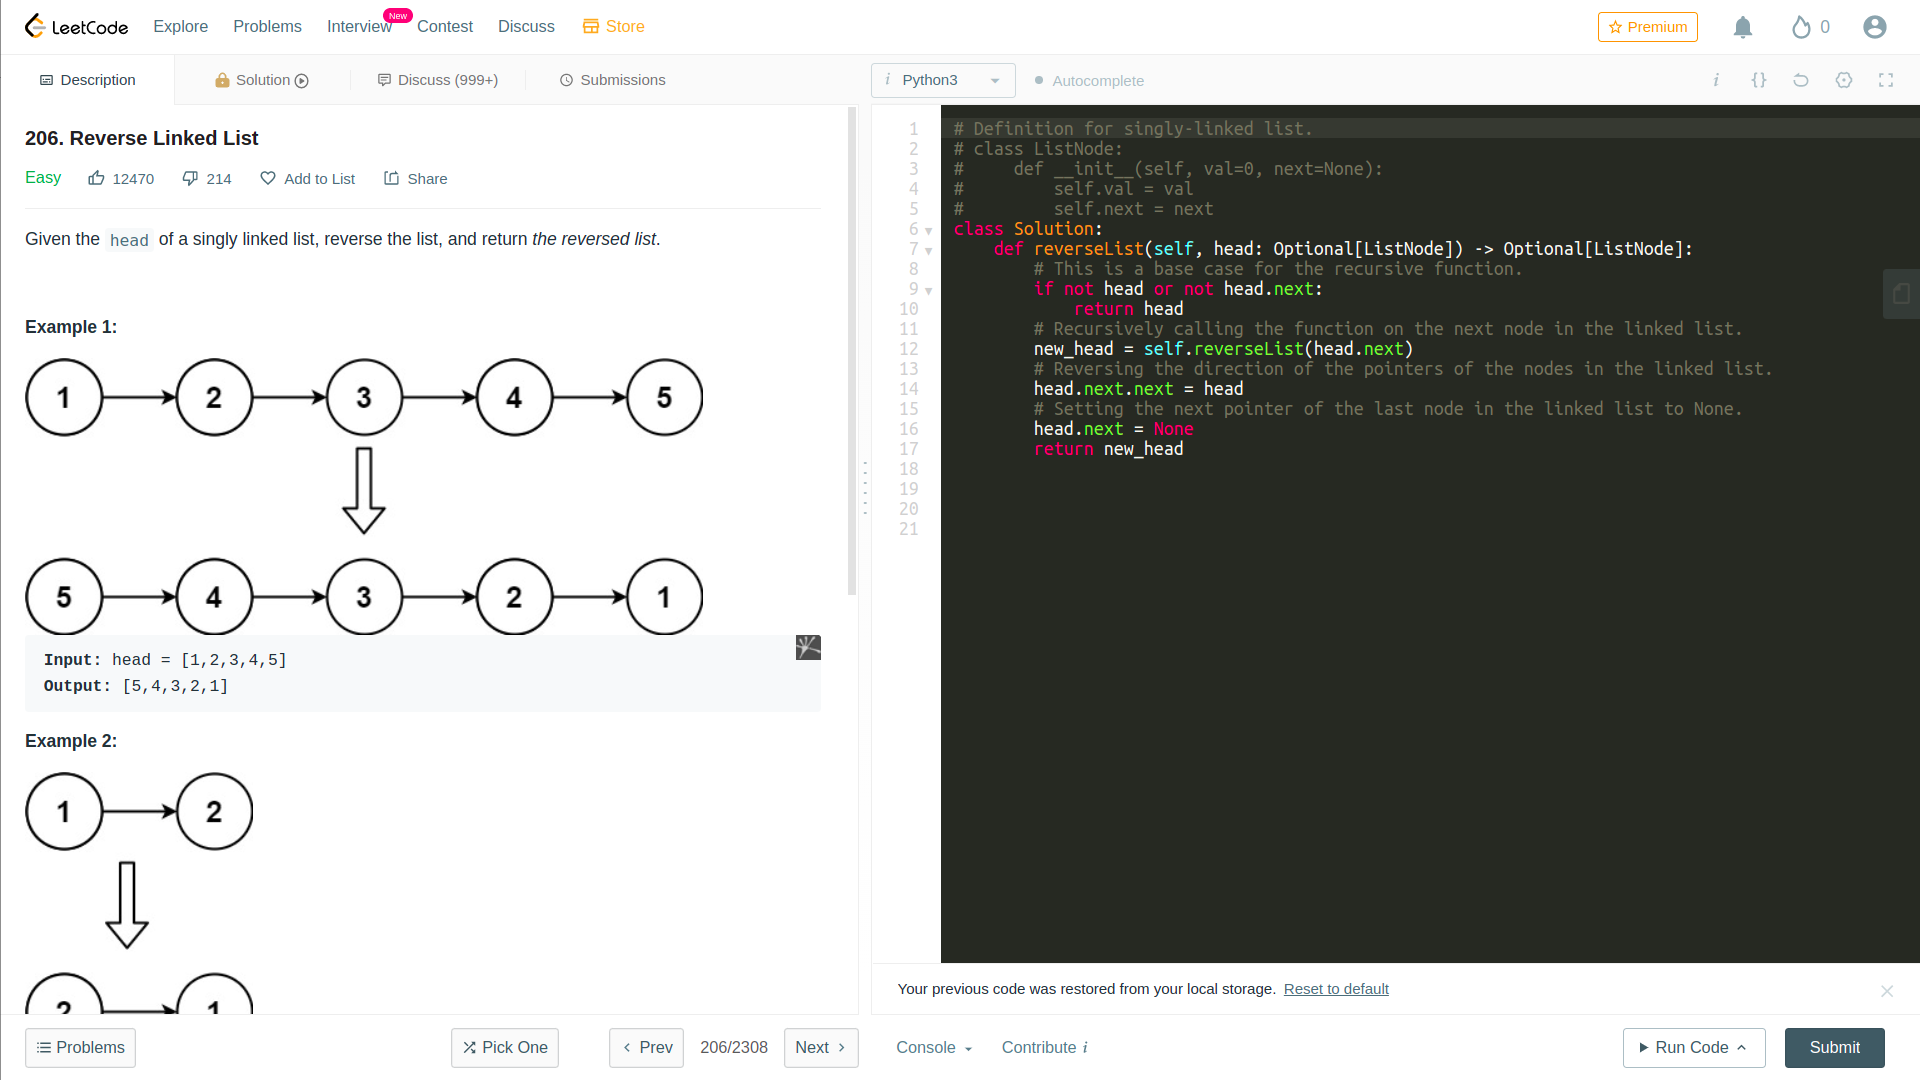 LeetCode Explore Problems Interview New Contest Discuss Store Premium 0
Description Solution Discuss (999+) Submissions
i Python3 Autocomplete i {}
206. Reverse Linked List
Easy 12470 214 Add to List Share
Given the head of a singly linked list, reverse the list, and return the reversed list.
Example 1:
1 2 3 4 5
5 4 3 2 1
Input: head = [1,2,3,4,5]
Output: [5,4,3,2,1]
Example 2:
1 2
2 1
1 # Definition for singly-linked list.
2 # class ListNode:
3 #     def __init__(self, val=0, next=None):
4 #         self.val = val
5 #         self.next = next
6 class Solution:
7     def reverseList(self, head: Optional[ListNode]) -> Optional[ListNode]:
8         # This is a base case for the recursive function.
9         if not head or not head.next:
10             return head
11         # Recursively calling the function on the next node in the linked list.
12         new_head = self.reverseList(head.next)
13         # Reversing the direction of the pointers of the nodes in the linked list.
14         head.next.next = head
15         # Setting the next pointer of the last node in the linked list to None.
16         head.next = None
17         return new_head
18
19
20
21
Your previous code was restored from your local storage. Reset to default
Problems Pick One Prev 206/2308 Next Console Contribute i Run Code Submit